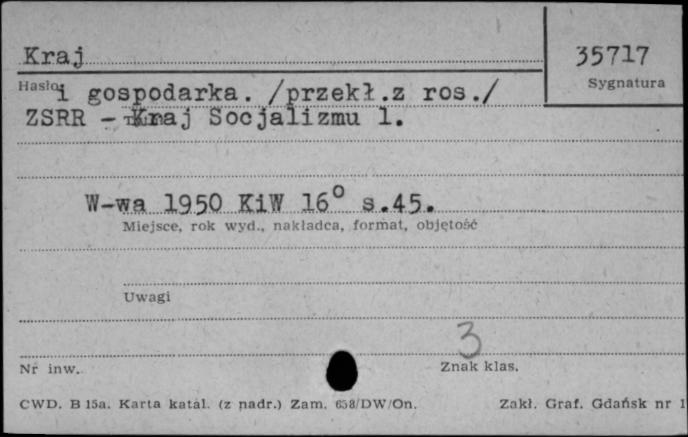 Kraj
35717
Hasło
Sygnatura
i gospodarka. /przekł.z ros./
ZSRR - Kraj Socjalizmu 1.
W-wa 1950 KiW 16° s.45.
Miejsce, rok wyd., nakładca, format, objętość
Uwagi
3
Nr inw.
Znak klas.
CWD. B 15a. Karta katal. (z nadr.) Zam. 658/DW/On.
Zakł. Graf. Gdańsk nr 1